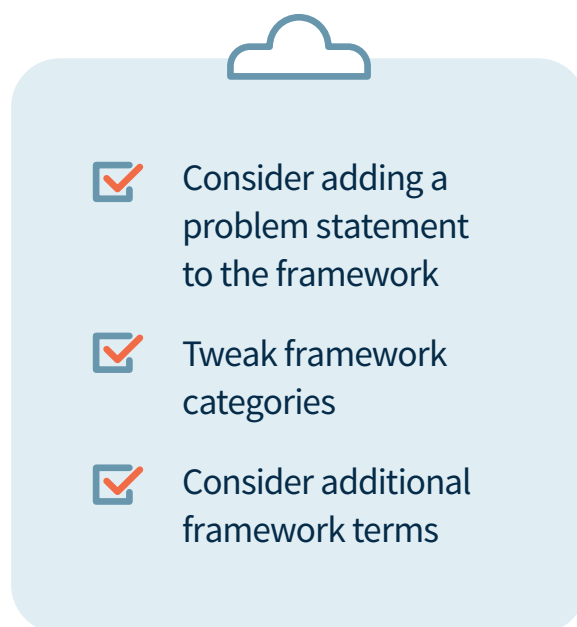 Consider adding a
problem statement
to the framework
Tweak framework
categories
Consider additional
framework terms